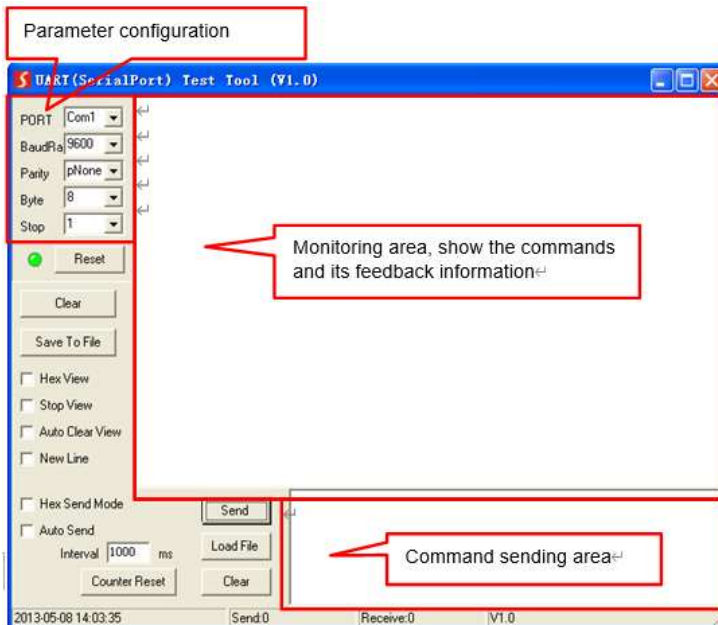 Parameter configuration
UART(SerialPort) Test Tool (V1.0)
PORT Com1
BaudRa 9600
Parity pNone
Byte 8
Stop 1
Reset
Monitoring area, show the commands
and its feedback information↵
Clear
Save To File
Hex View
Stop View
Auto Clear View
New Line
Hex Send Mode
Send
Auto Send
Interval 1000 ms
Load File
Command sending area↵
Counter Reset
Clear
2013-05-08 14:03:35 Send:0 Receive:0 V1.0